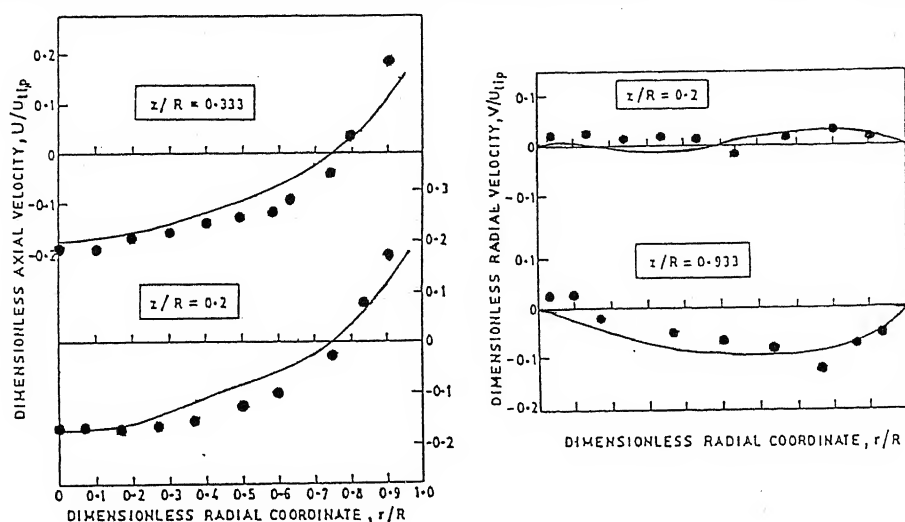 DIMENSIONLESS AXIAL VELOCITY, U/Utip
0·2
0·1
0
-0·1
-0·2
z/R = 0·333
0·3
0·2
0·1
0
-0·1
-0·2
z/R = 0·2
0 0·1 0·2 0·3 0·4 0·5 0·6 0·7 0·8 0·9 1·0
DIMENSIONLESS RADIAL COORDINATE, r/R
DIMENSIONLESS RADIAL VELOCITY, V/Utip
0·1
0
-0·1
z/R = 0·2
0·1
0
-0·1
-0·2
z/R = 0·933
DIMENSIONLESS RADIAL COORDINATE, r/R